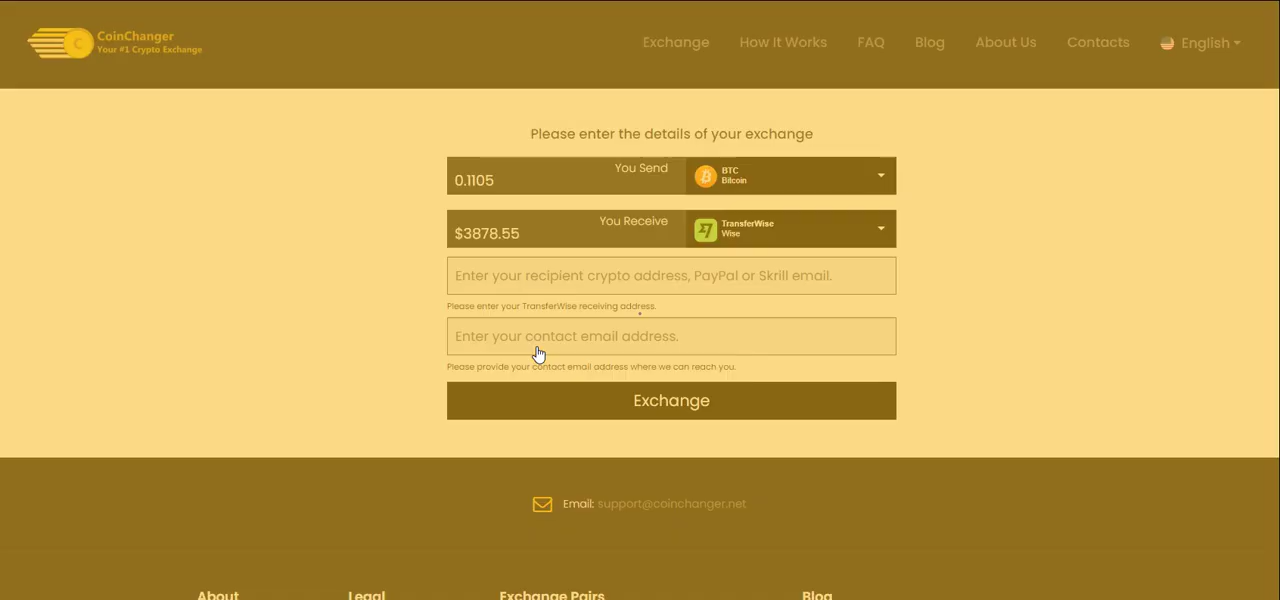 CoinChanger
Your #1 Crypto Exchange
Exchange How It Works FAQ Blog About Us Contacts English
Please enter the details of your exchange
You Send
0.1105
BTC
Bitcoin
You Receive
$3878.55
TransferWise
Wise
Enter your recipient crypto address, PayPal or Skrill email.
Please enter your TransferWise receiving address.
Enter your contact email address.
Please provide your contact email address where we can reach you.
Exchange
Email: support@coinchanger.net
About Legal Exchange Pairs Blog